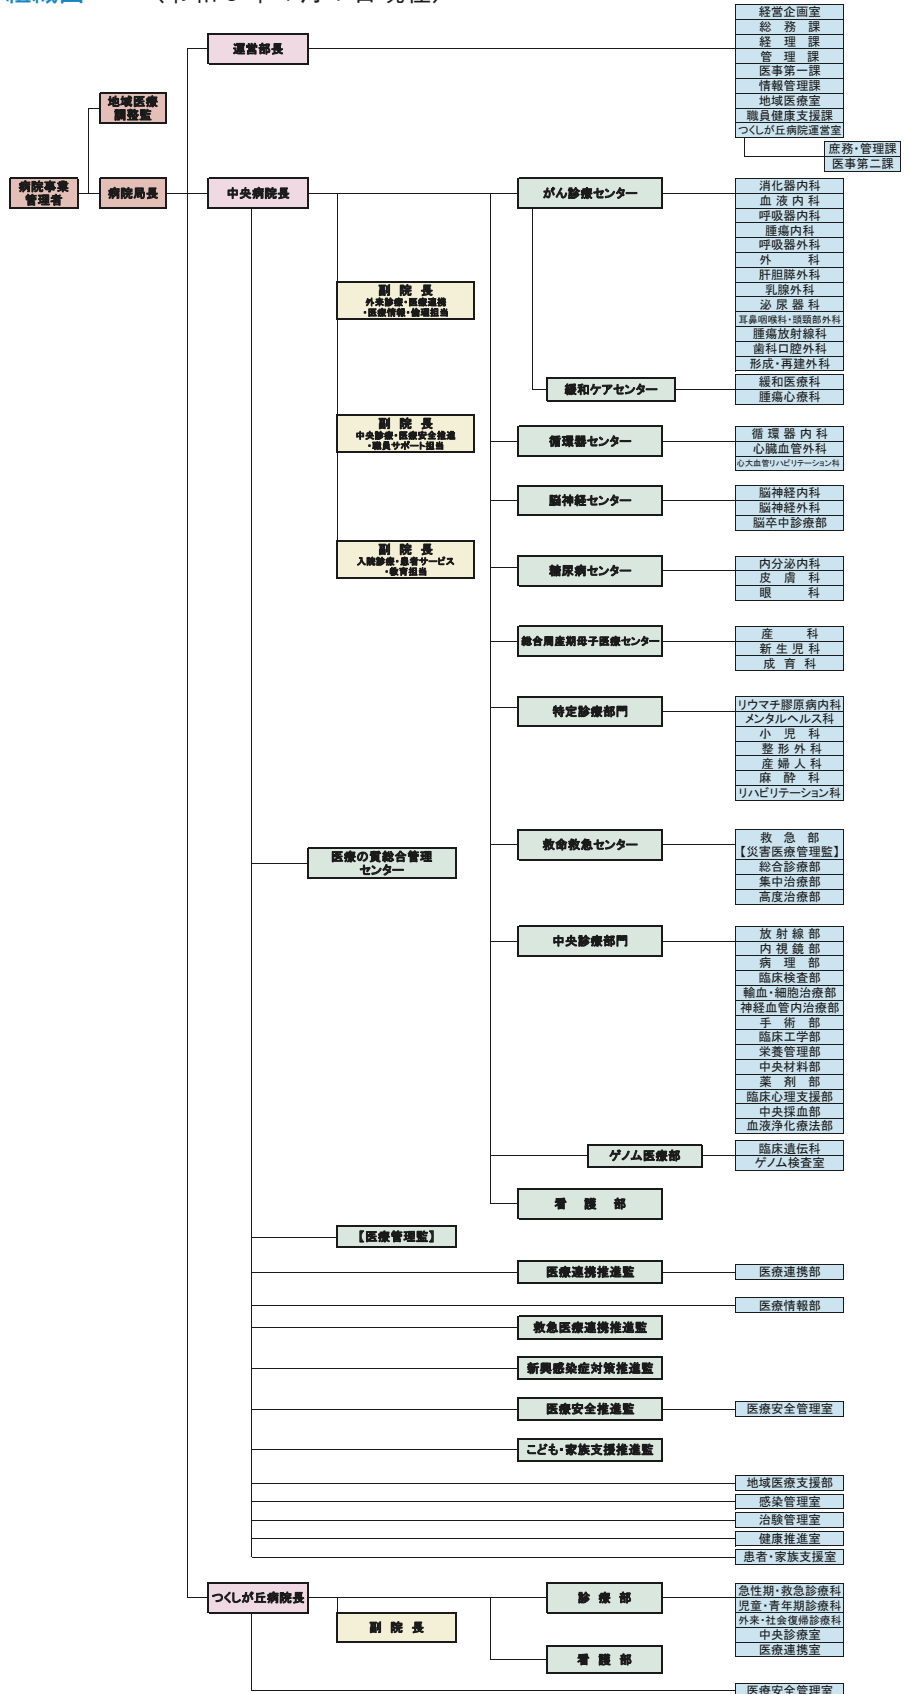 経営企画室
総務課
運営部長
経理課
管理課
医事第一課
情報管理課
地域医療室
職員健康支援課
つくしが丘病院運営室
庶務・管理課
医事第二課
地域医療
調整監
病院事業
管理者
病院局長
中央病院長
がん診療センター
消化器内科
血液内科
呼吸器内科
腫瘍内科
呼吸器外科
外科
肝胆膵外科
乳腺外科
泌尿器科
耳鼻咽喉科・頭頸部外科
腫瘍放射線科
歯科口腔外科
形成・再建外科
副院長
外来診療・医療連携
・医療情報・倫理担当
緩和ケアセンター
緩和医療科
腫瘍心療科
副院長
中央診療・医療安全推進
・職員サポート担当
循環器センター
循環器内科
心臓血管外科
心大血管リハビリテーション科
脳神経センター
脳神経内科
脳神経外科
脳卒中診療部
副院長
入院診療・患者サービス
・教育担当
糖尿病センター
内分泌内科
皮膚科
眼科
総合周産期母子医療センター
産科
新生児科
成育科
特定診療部門
リウマチ膠原病内科
メンタルヘルス科
小児科
整形外科
産婦人科
麻酔科
リハビリテーション科
医療の質総合管理
センター
救命救急センター
救急部
【災害医療管理監】
総合診療部
集中治療部
高度治療部
中央診療部門
放射線部
内視鏡部
病理部
臨床検査部
輸血・細胞治療部
神経血管内治療部
手術部
臨床工学部
栄養管理部
中央材料部
薬剤部
臨床心理支援部
中央採血部
血液浄化療法部
ゲノム医療部
臨床遺伝科
ゲノム検査室
看護部
【医療管理監】
医療連携推進監
医療連携部
医療情報部
救急医療連携推進監
新興感染症対策推進監
医療安全推進監
医療安全管理室
こども・家族支援推進監
地域医療支援部
感染管理室
治験管理室
健康推進室
患者・家族支援室
つくしが丘病院長
副院長
診療部
急性期・救急診療科
児童・青年期診療科
外来・社会復帰診療科
中央診療室
医療連携室
看護部
医療安全管理室